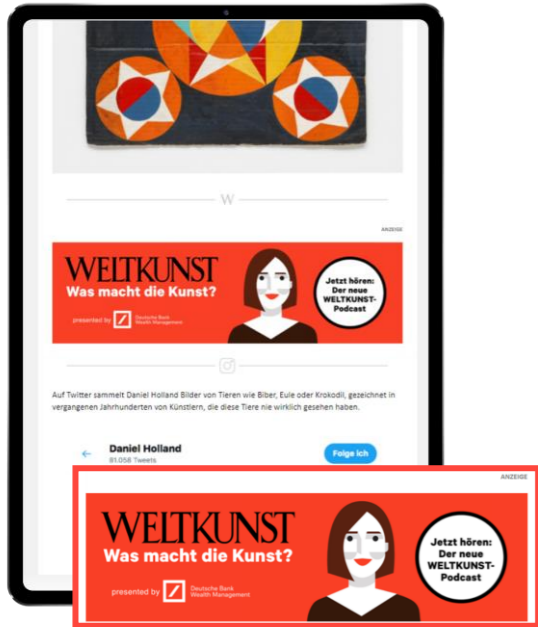 W
ANZEIGE
WELTKUNST
Was macht die Kunst?
presented by Deutsche Bank
Wealth Management
Jetzt hören:
Der neue
WELTKUNST-
Podcast
Auf Twitter sammelt Daniel Holland Bilder von Tieren wie Biber, Eule oder Krokodil, gezeichnet in
vergangenen Jahrhunderten von Künstlern, die diese Tiere nie wirklich gesehen haben.
Daniel Holland
81.058 Tweets
Folge ich
ANZEIGE
WELTKUNST
Was macht die Kunst?
presented by Deutsche Bank
Wealth Management
Jetzt hören:
Der neue
WELTKUNST-
Podcast